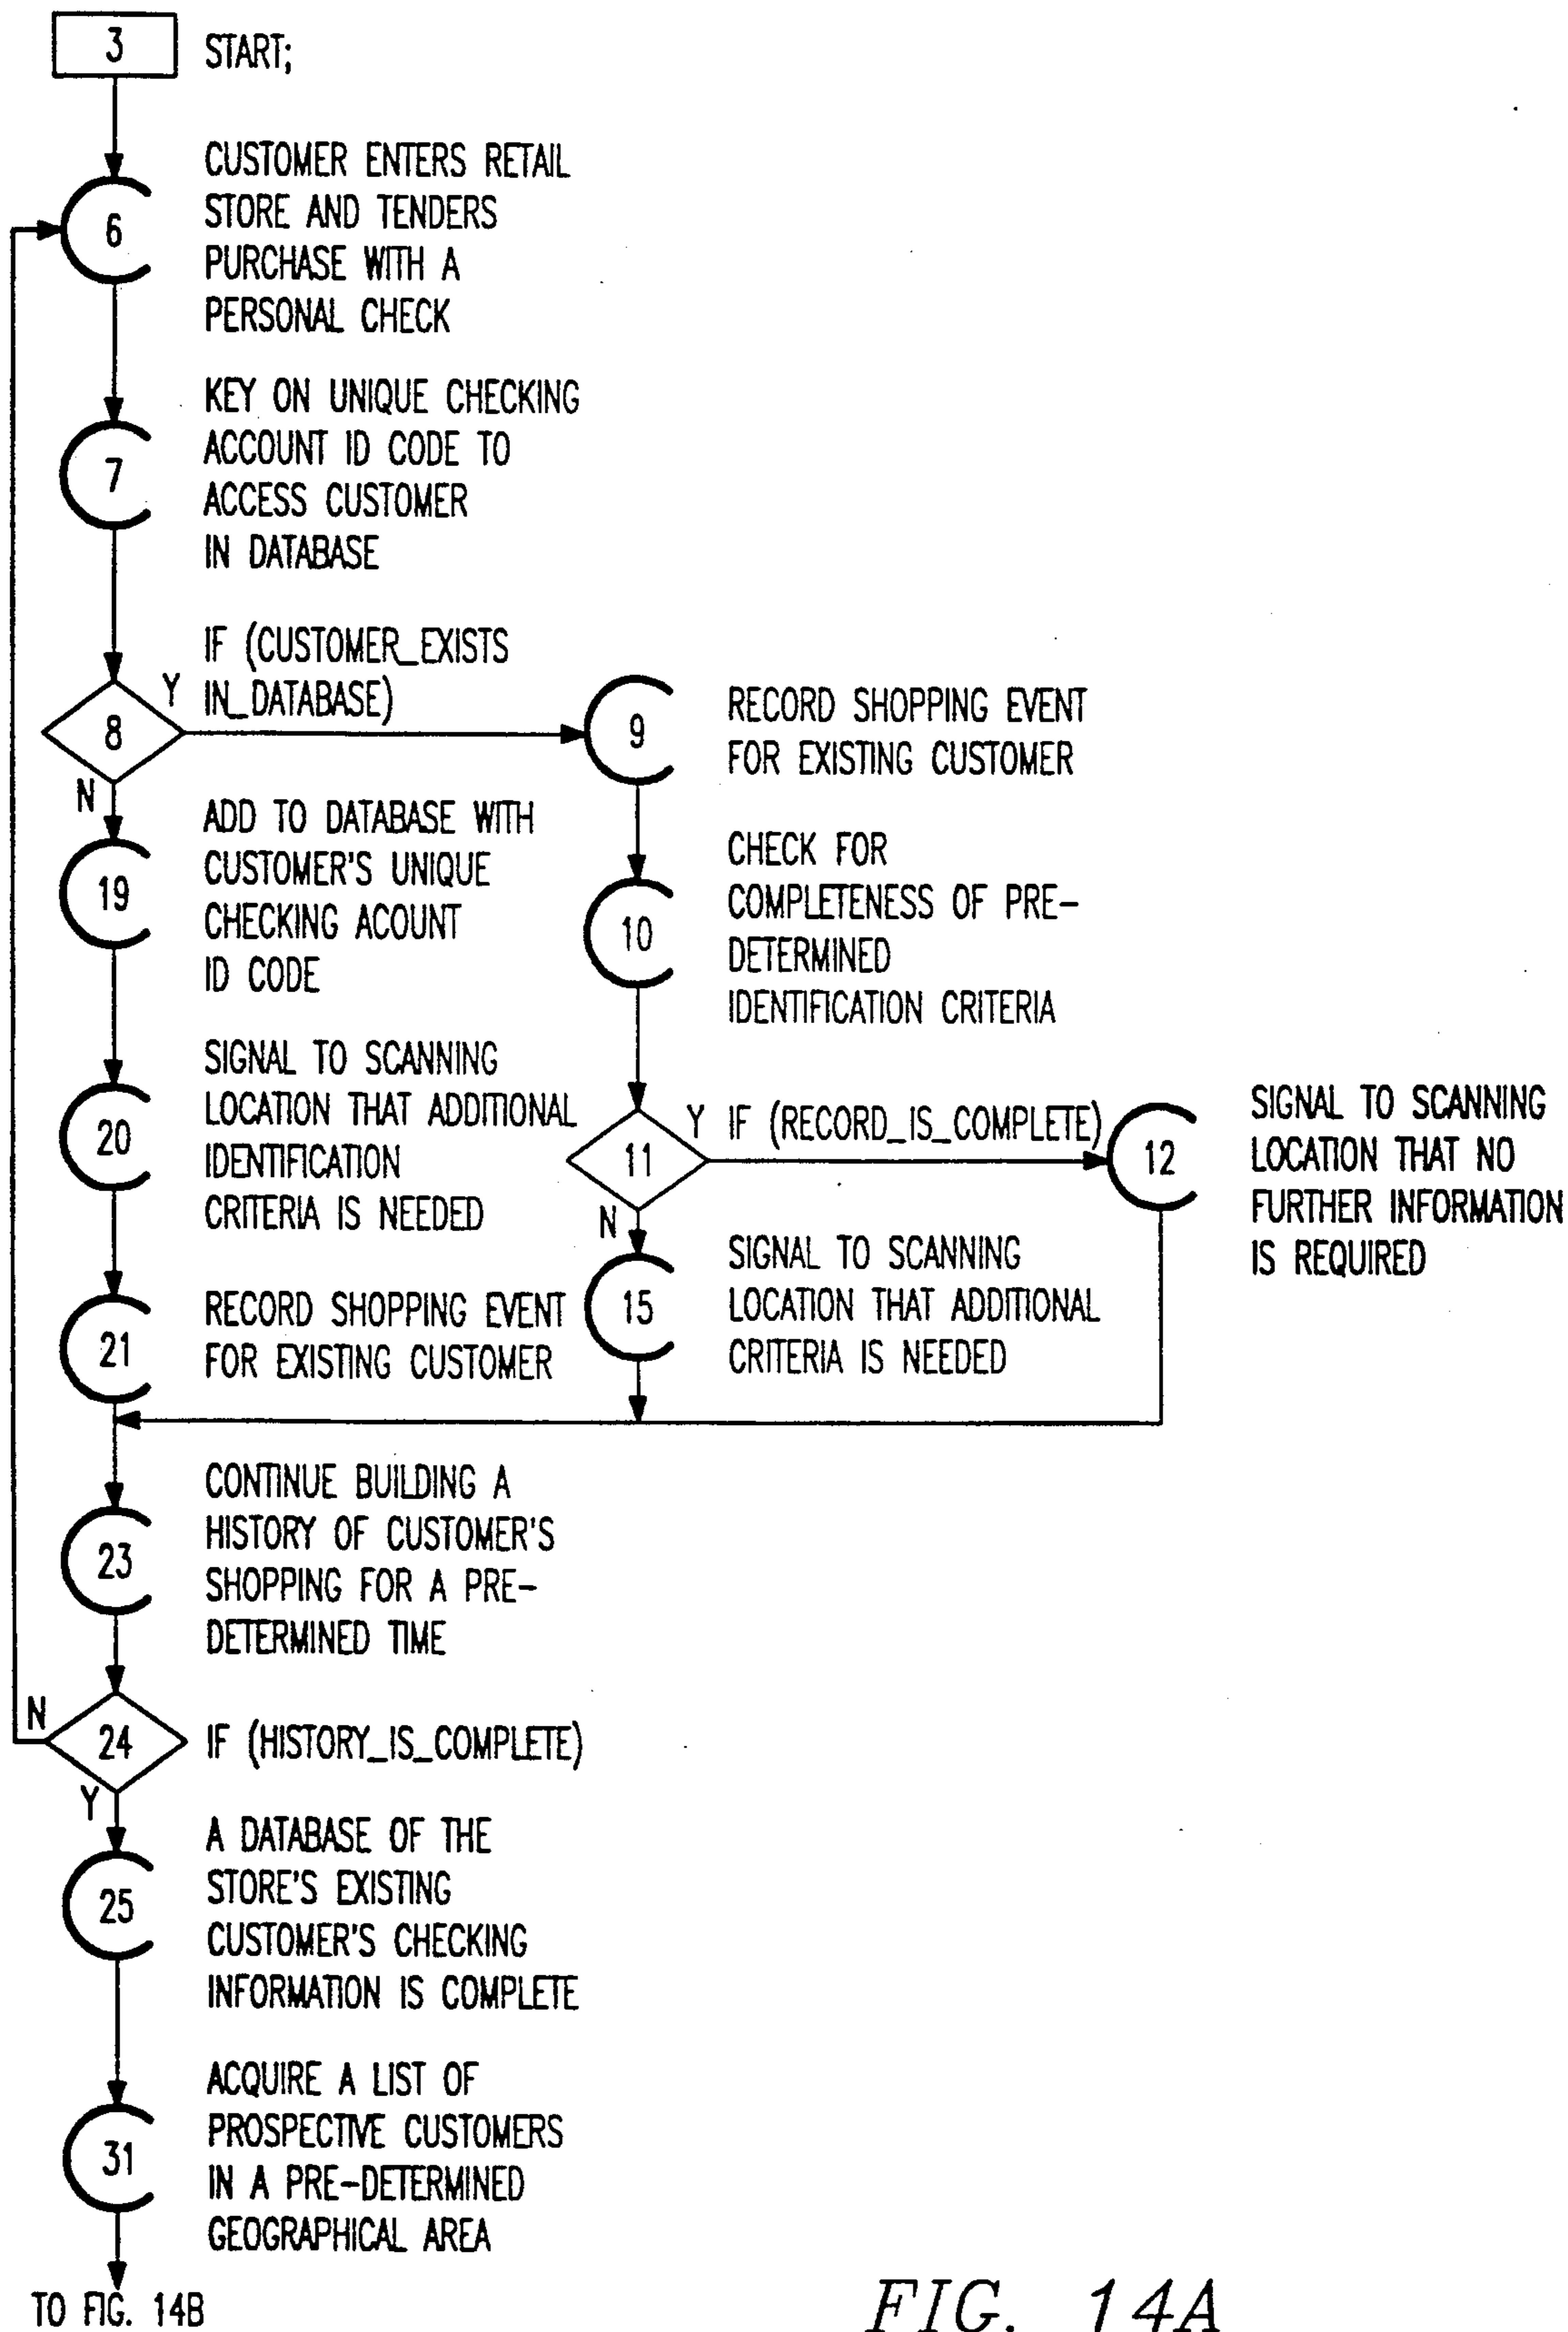 3 START;
CUSTOMER ENTERS RETAIL
STORE AND TENDERS
6
PURCHASE WITH A
PERSONAL CHECK
KEY ON UNIQUE CHECKING
ACCOUNT ID CODE TO
7
ACCESS CUSTOMER
IN DATABASE
IF (CUSTOMER_EXISTS
IN_DATABASE)
Y
8
N
9
RECORD SHOPPING EVENT
FOR EXISTING CUSTOMER
ADD TO DATABASE WITH
CUSTOMER'S UNIQUE
19
CHECKING ACOUNT
ID CODE
CHECK FOR
COMPLETENESS OF PRE-
10
DETERMINED
IDENTIFICATION CRITERIA
SIGNAL TO SCANNING
LOCATION THAT ADDITIONAL
20
IDENTIFICATION
CRITERIA IS NEEDED
Y IF (RECORD_IS_COMPLETE)
11
N
12
SIGNAL TO SCANNING
LOCATION THAT NO
FURTHER INFORMATION
IS REQUIRED
SIGNAL TO SCANNING
15
LOCATION THAT ADDITIONAL
CRITERIA IS NEEDED
21
RECORD SHOPPING EVENT
FOR EXISTING CUSTOMER
CONTINUE BUILDING A
HISTORY OF CUSTOMER'S
23
SHOPPING FOR A PRE-
DETERMINED TIME
N
24 IF (HISTORY_IS_COMPLETE)
Y
A DATABASE OF THE
STORE'S EXISTING
25
CUSTOMER'S CHECKING
INFORMATION IS COMPLETE
ACQUIRE A LIST OF
PROSPECTIVE CUSTOMERS
31
IN A PRE-DETERMINED
GEOGRAPHICAL AREA
TO FIG. 14B
FIG. 14A